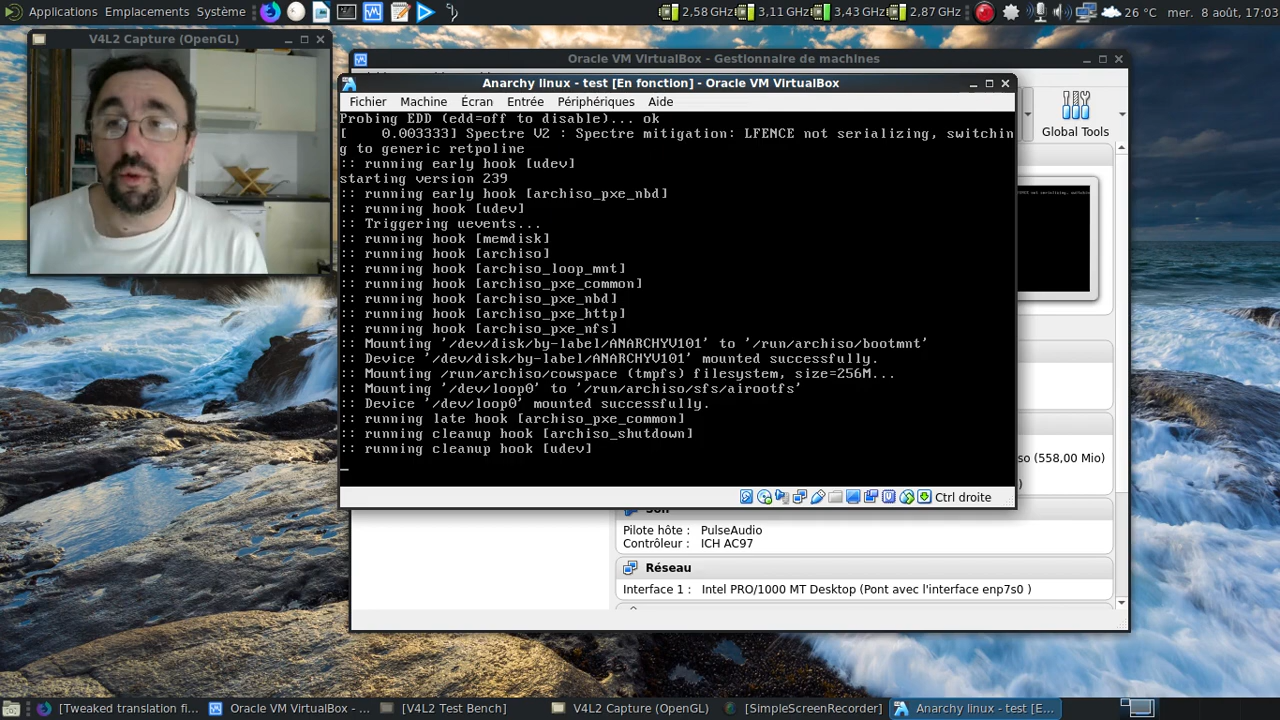 Applications Emplacements Système
2,58 GHz 3,11 GHz 3,43 GHz 2,87 GHz 26 °C mer. 8 août, 17:03
V4L2 Capture (OpenGL)
Oracle VM VirtualBox - Gestionnaire de machines
Anarchy linux - test [En fonction] - Oracle VM VirtualBox
Fichier Machine Écran Entrée Périphériques Aide
Global Tools
Probing EDD (edd=off to disable)... ok
[    0.003333] Spectre V2 : Spectre mitigation: LFENCE not serializing, switchin
g to generic retpoline
:: running early hook [udev]
starting version 239
:: running early hook [archiso_pxe_nbd]
:: running hook [udev]
:: Triggering uevents...
:: running hook [memdisk]
:: running hook [archiso]
:: running hook [archiso_loop_mnt]
:: running hook [archiso_pxe_common]
:: running hook [archiso_pxe_nbd]
:: running hook [archiso_pxe_http]
:: running hook [archiso_pxe_nfs]
:: Mounting '/dev/disk/by-label/ANARCHYV101' to '/run/archiso/bootmnt'
:: Device '/dev/disk/by-label/ANARCHYV101' mounted successfully.
:: Mounting /run/archiso/cowspace (tmpfs) filesystem, size=256M...
:: Mounting '/dev/loop0' to '/run/archiso/sfs/airootfs'
:: Device '/dev/loop0' mounted successfully.
:: running late hook [archiso_pxe_common]
:: running cleanup hook [archiso_shutdown]
:: running cleanup hook [udev]
so (558,00 Mio)
Ctrl droite
Son
Pilote hôte : PulseAudio
Contrôleur : ICH AC97
Réseau
Interface 1 : Intel PRO/1000 MT Desktop (Pont avec l'interface enp7s0 )
[Tweaked translation fi... Oracle VM VirtualBox - ... [V4L2 Test Bench] V4L2 Capture (OpenGL) [SimpleScreenRecorder] Anarchy linux - test [E...